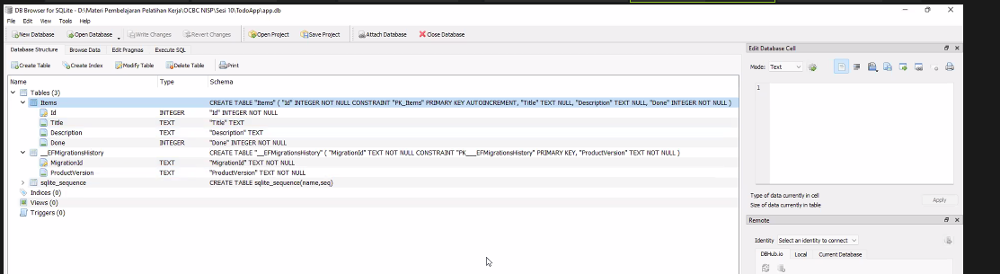 DB Browser for SQLite - D:\Materi Pembelajaran Pelatihan Kerja\OCBC NISP\Sesi 10\TodoApp\app.db
File Edit View Tools Help
New Database Open Database Write Changes Revert Changes Open Project Save Project Attach Database Close Database
Database Structure Browse Data Edit Pragmas Execute SQL
Create Table Create Index Modify Table Delete Table Print
Name Type Schema
Tables (3)
Items CREATE TABLE "Items" ( "Id" INTEGER NOT NULL CONSTRAINT "PK_Items" PRIMARY KEY AUTOINCREMENT, "Title" TEXT NULL, "Description" TEXT NULL, "Done" INTEGER NOT NULL )
Id INTEGER "Id" INTEGER NOT NULL
Title TEXT "Title" TEXT
Description TEXT "Description" TEXT
Done INTEGER "Done" INTEGER NOT NULL
__EFMigrationsHistory CREATE TABLE "__EFMigrationsHistory" ( "MigrationId" TEXT NOT NULL CONSTRAINT "PK___EFMigrationsHistory" PRIMARY KEY, "ProductVersion" TEXT NOT NULL )
MigrationId TEXT "MigrationId" TEXT NOT NULL
ProductVersion TEXT "ProductVersion" TEXT NOT NULL
sqlite_sequence CREATE TABLE sqlite_sequence(name,seq)
Indices (0)
Views (0)
Triggers (0)
Edit Database Cell
Mode: Text
1
Type of data currently in cell
Size of data currently in table
Apply
Remote
Identity Select an identity to connect
DBHub.io Local Current Database